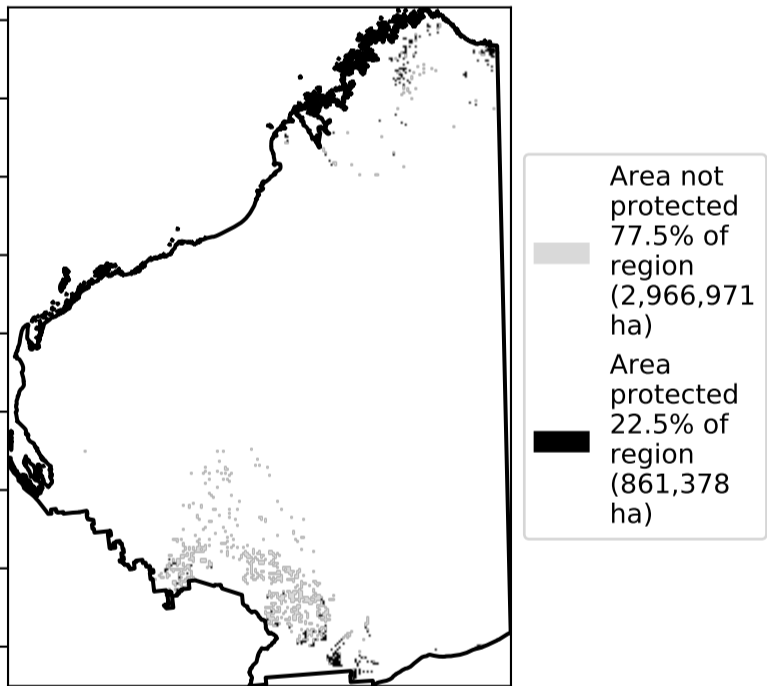 Area not
protected
77.5% of
region
(2,966,971
ha)
Area
protected
22.5% of
region
(861,378
ha)